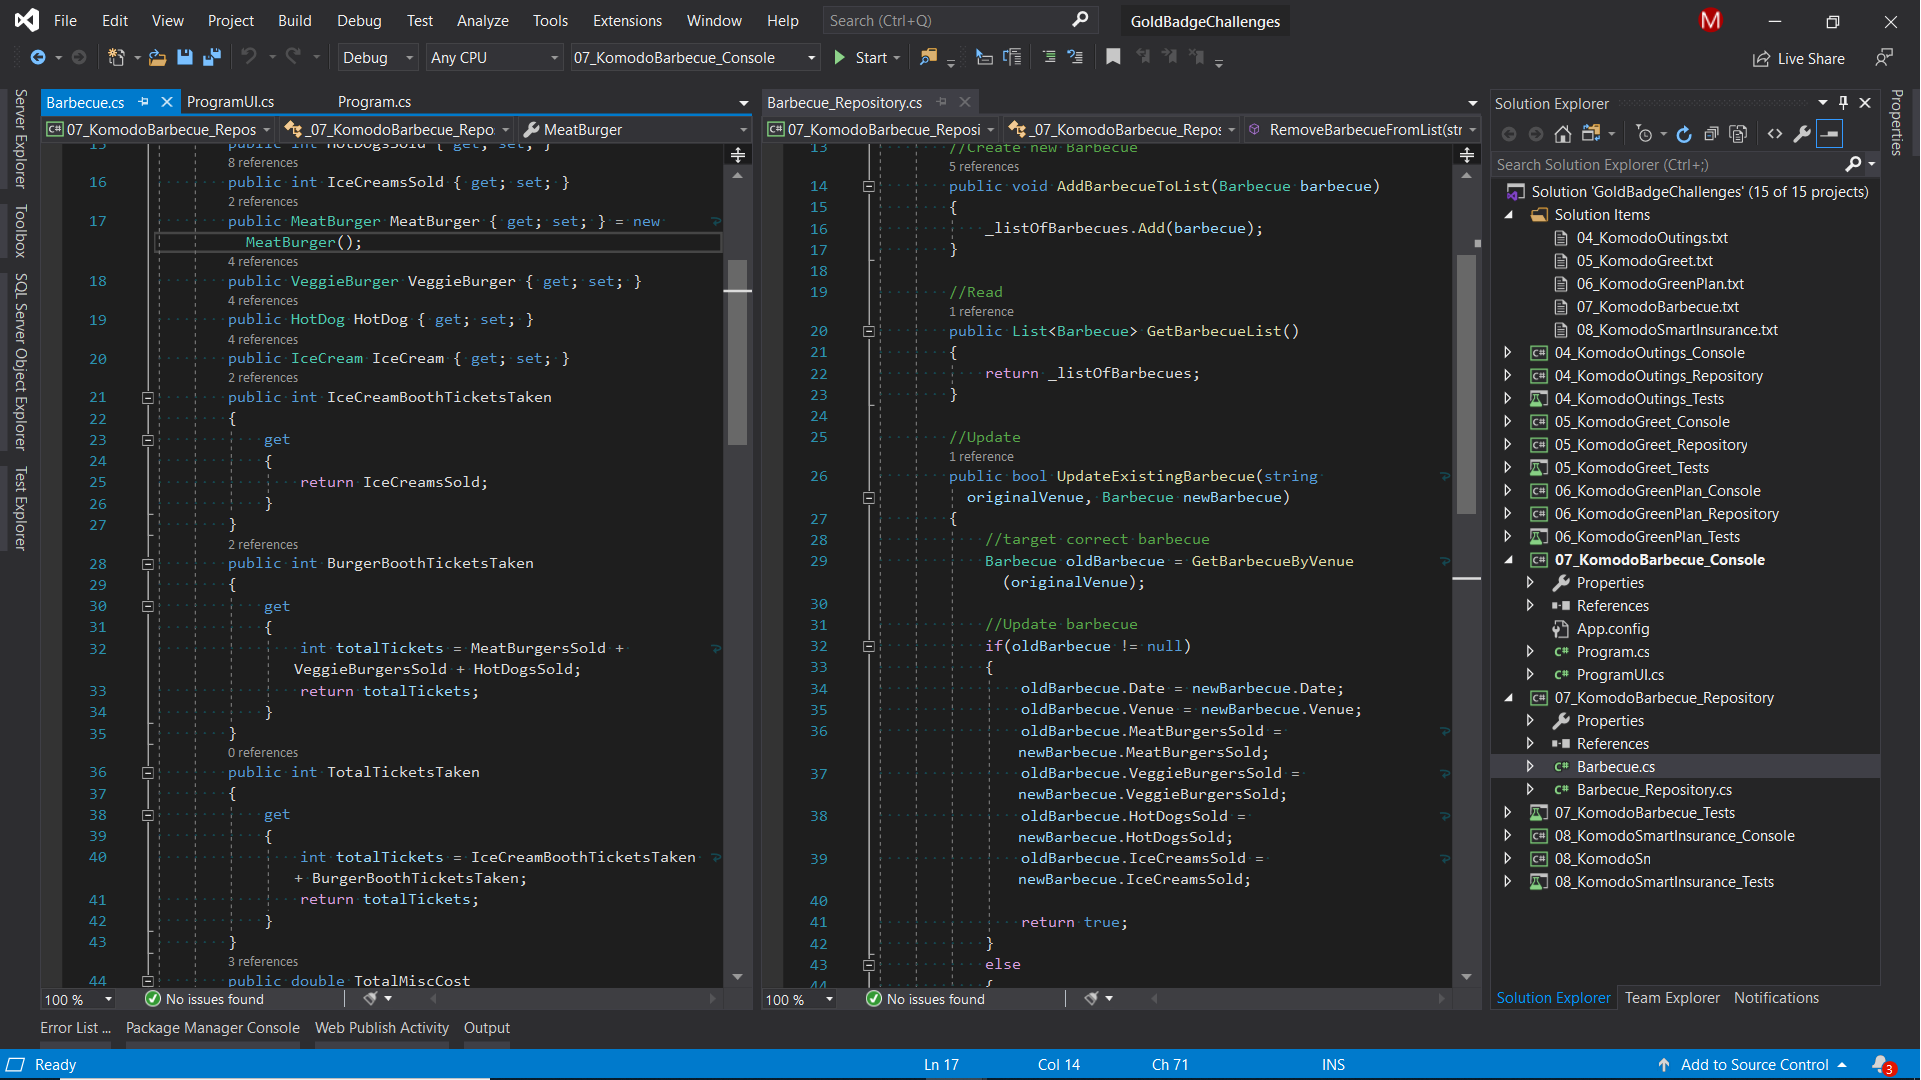 File Edit View Project Build Debug Test Analyze Tools Extensions Window Help Search (Ctrl+Q) GoldBadgeChallenges M
Debug Any CPU 07_KomodoBarbecue_Console Start Live Share
Server Explorer
Toolbox
SQL Server Object Explorer
Test Explorer
Barbecue.cs ProgramUI.cs Program.cs
07_KomodoBarbecue_Repos _07_KomodoBarbecue_Repo MeatBurger
15 public int HotDogsSold { get; set; }
8 references
16 public int IceCreamsSold { get; set; }
2 references
17 public MeatBurger MeatBurger { get; set; } = new
MeatBurger();
4 references
18 public VeggieBurger VeggieBurger { get; set; }
4 references
19 public HotDog HotDog { get; set; }
4 references
20 public IceCream IceCream { get; set; }
2 references
21 public int IceCreamBoothTicketsTaken
22 {
23 get
24 {
25 return IceCreamsSold;
26 }
27 }
2 references
28 public int BurgerBoothTicketsTaken
29 {
30 get
31 {
32 int totalTickets = MeatBurgersSold +
VeggieBurgersSold + HotDogsSold;
33 return totalTickets;
34 }
35 }
0 references
36 public int TotalTicketsTaken
37 {
38 get
39 {
40 int totalTickets = IceCreamBoothTicketsTaken
+ BurgerBoothTicketsTaken;
41 return totalTickets;
42 }
43 }
3 references
44 public double TotalMiscCost
100 % No issues found
Barbecue_Repository.cs
07_KomodoBarbecue_Reposi _07_KomodoBarbecue_Repos RemoveBarbecueFromList(str
13 //Create new Barbecue
5 references
14 public void AddBarbecueToList(Barbecue barbecue)
15 {
16 _listOfBarbecues.Add(barbecue);
17 }
18
19 //Read
1 reference
20 public List<Barbecue> GetBarbecueList()
21 {
22 return _listOfBarbecues;
23 }
24
25 //Update
1 reference
26 public bool UpdateExistingBarbecue(string
originalVenue, Barbecue newBarbecue)
27 {
28 //target correct barbecue
29 Barbecue oldBarbecue = GetBarbecueByVenue
(originalVenue);
30
31 //Update barbecue
32 if(oldBarbecue != null)
33 {
34 oldBarbecue.Date = newBarbecue.Date;
35 oldBarbecue.Venue = newBarbecue.Venue;
36 oldBarbecue.MeatBurgersSold =
newBarbecue.MeatBurgersSold;
37 oldBarbecue.VeggieBurgersSold =
newBarbecue.VeggieBurgersSold;
38 oldBarbecue.HotDogsSold =
newBarbecue.HotDogsSold;
39 oldBarbecue.IceCreamsSold =
newBarbecue.IceCreamsSold;
40
41 return true;
42 }
43 else
44 {
100 % No issues found
Solution Explorer
Search Solution Explorer (Ctrl+;)
Solution 'GoldBadgeChallenges' (15 of 15 projects)
Solution Items
04_KomodoOutings.txt
05_KomodoGreet.txt
06_KomodoGreenPlan.txt
07_KomodoBarbecue.txt
08_KomodoSmartInsurance.txt
04_KomodoOutings_Console
04_KomodoOutings_Repository
04_KomodoOutings_Tests
05_KomodoGreet_Console
05_KomodoGreet_Repository
05_KomodoGreet_Tests
06_KomodoGreenPlan_Console
06_KomodoGreenPlan_Repository
06_KomodoGreenPlan_Tests
07_KomodoBarbecue_Console
Properties
References
App.config
Program.cs
ProgramUI.cs
07_KomodoBarbecue_Repository
Properties
References
Barbecue.cs
Barbecue_Repository.cs
07_KomodoBarbecue_Tests
08_KomodoSmartInsurance_Console
08_KomodoSn
08_KomodoSmartInsurance_Tests
Solution Explorer Team Explorer Notifications
Properties
Error List ... Package Manager Console Web Publish Activity Output
Ready Ln 17 Col 14 Ch 71 INS Add to Source Control 3